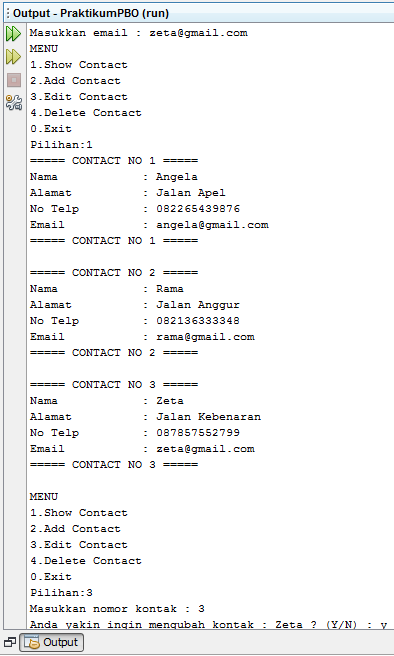 Output - PraktikumPBO (run)
Masukkan email : zeta@gmail.com
MENU
1.Show Contact
2.Add Contact
3.Edit Contact
4.Delete Contact
0.Exit
Pilihan:1
===== CONTACT NO 1 =====
Nama : Angela
Alamat : Jalan Apel
No Telp : 082265439876
Email : angela@gmail.com
===== CONTACT NO 1 =====
===== CONTACT NO 2 =====
Nama : Rama
Alamat : Jalan Anggur
No Telp : 082136333348
Email : rama@gmail.com
===== CONTACT NO 2 =====
===== CONTACT NO 3 =====
Nama : Zeta
Alamat : Jalan Kebenaran
No Telp : 087857552799
Email : zeta@gmail.com
===== CONTACT NO 3 =====
MENU
1.Show Contact
2.Add Contact
3.Edit Contact
4.Delete Contact
0.Exit
Pilihan:3
Masukkan nomor kontak : 3
Anda yakin ingin mengubah kontak : Zeta ? (Y/N) : y
Output